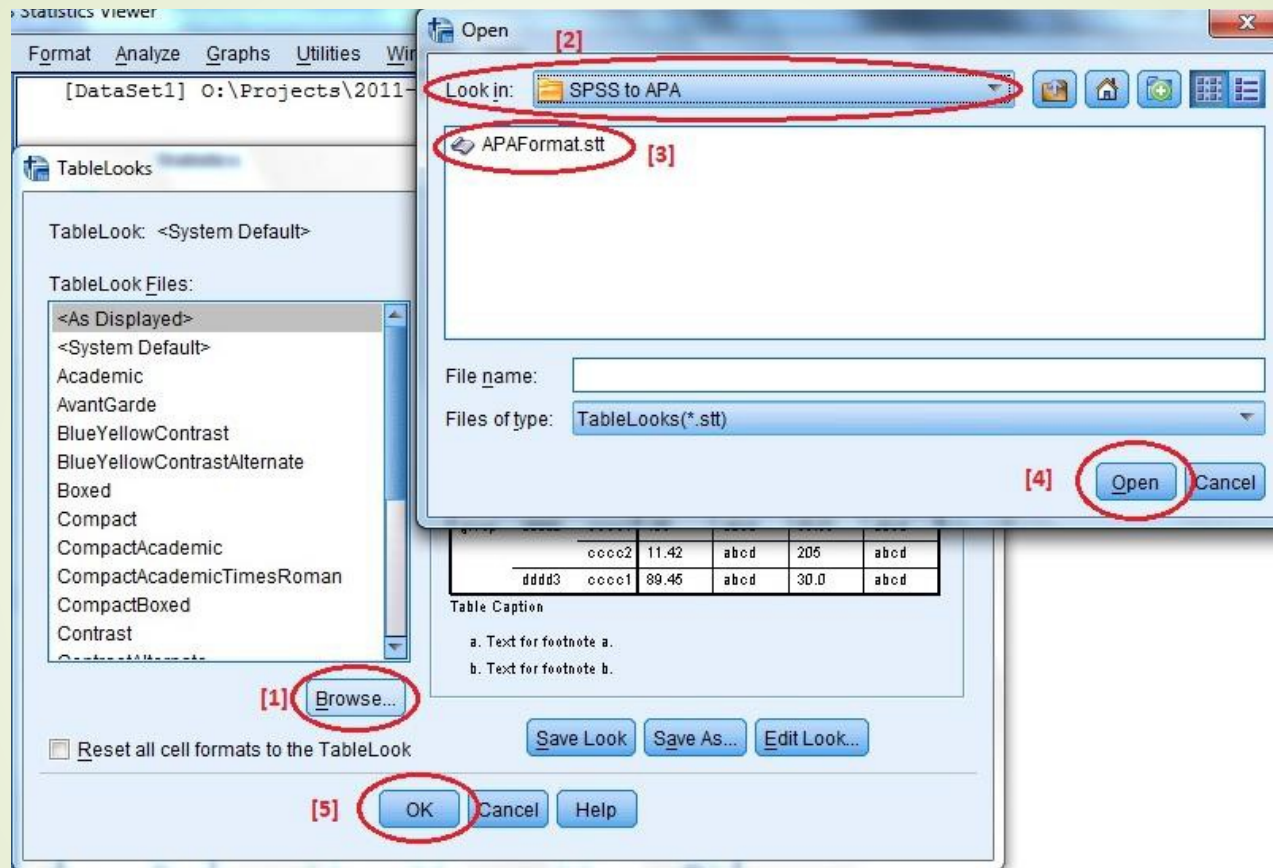 Statistics Viewer
Format Analyze Graphs Utilities
[DataSet1] O:\Projects\2011-
TableLooks
TableLook: <System Default>
TableLook Files:
<As Displayed>
<System Default>
Academic
AvantGarde
BlueYellowContrast
BlueYellowContrastAlternate
Boxed
Compact
CompactAcademic
CompactAcademicTimesRoman
CompactBoxed
Contrast
[1] Browse...
Reset all cell formats to the TableLook
[5] OK Cancel Help
Open
[2]
Look in: SPSS to APA
APAFormat.stt [3]
File name:
Files of type: TableLooks(*.stt)
[4] Open Cancel
cccc2 11.42 abcd 205 abcd
dddd3 cccc1 89.45 abcd 30.0 abcd
Table Caption
a. Text for footnote a.
b. Text for footnote b.
Save Look Save As... Edit Look...